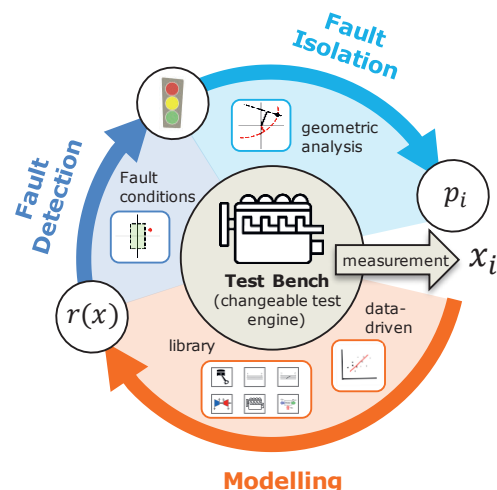 Fault
Isolation
geometric
analysis
p_i
Fault
Detection
Fault
conditions
Test Bench
(changeable test
engine)
measurement
x_i
r(x)
library
data-
driven
Modelling